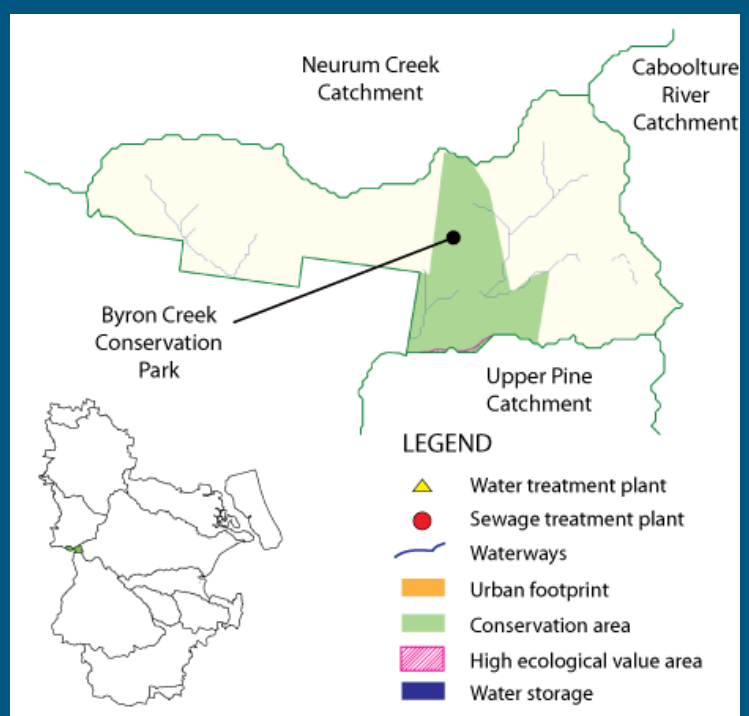 Neurum Creek
Catchment
Caboolture
River
Catchment
Byron Creek
Conservation
Park
Upper Pine
Catchment
LEGEND
Water treatment plant
Sewage treatment plant
Waterways
Urban footprint
Conservation area
High ecological value area
Water storage